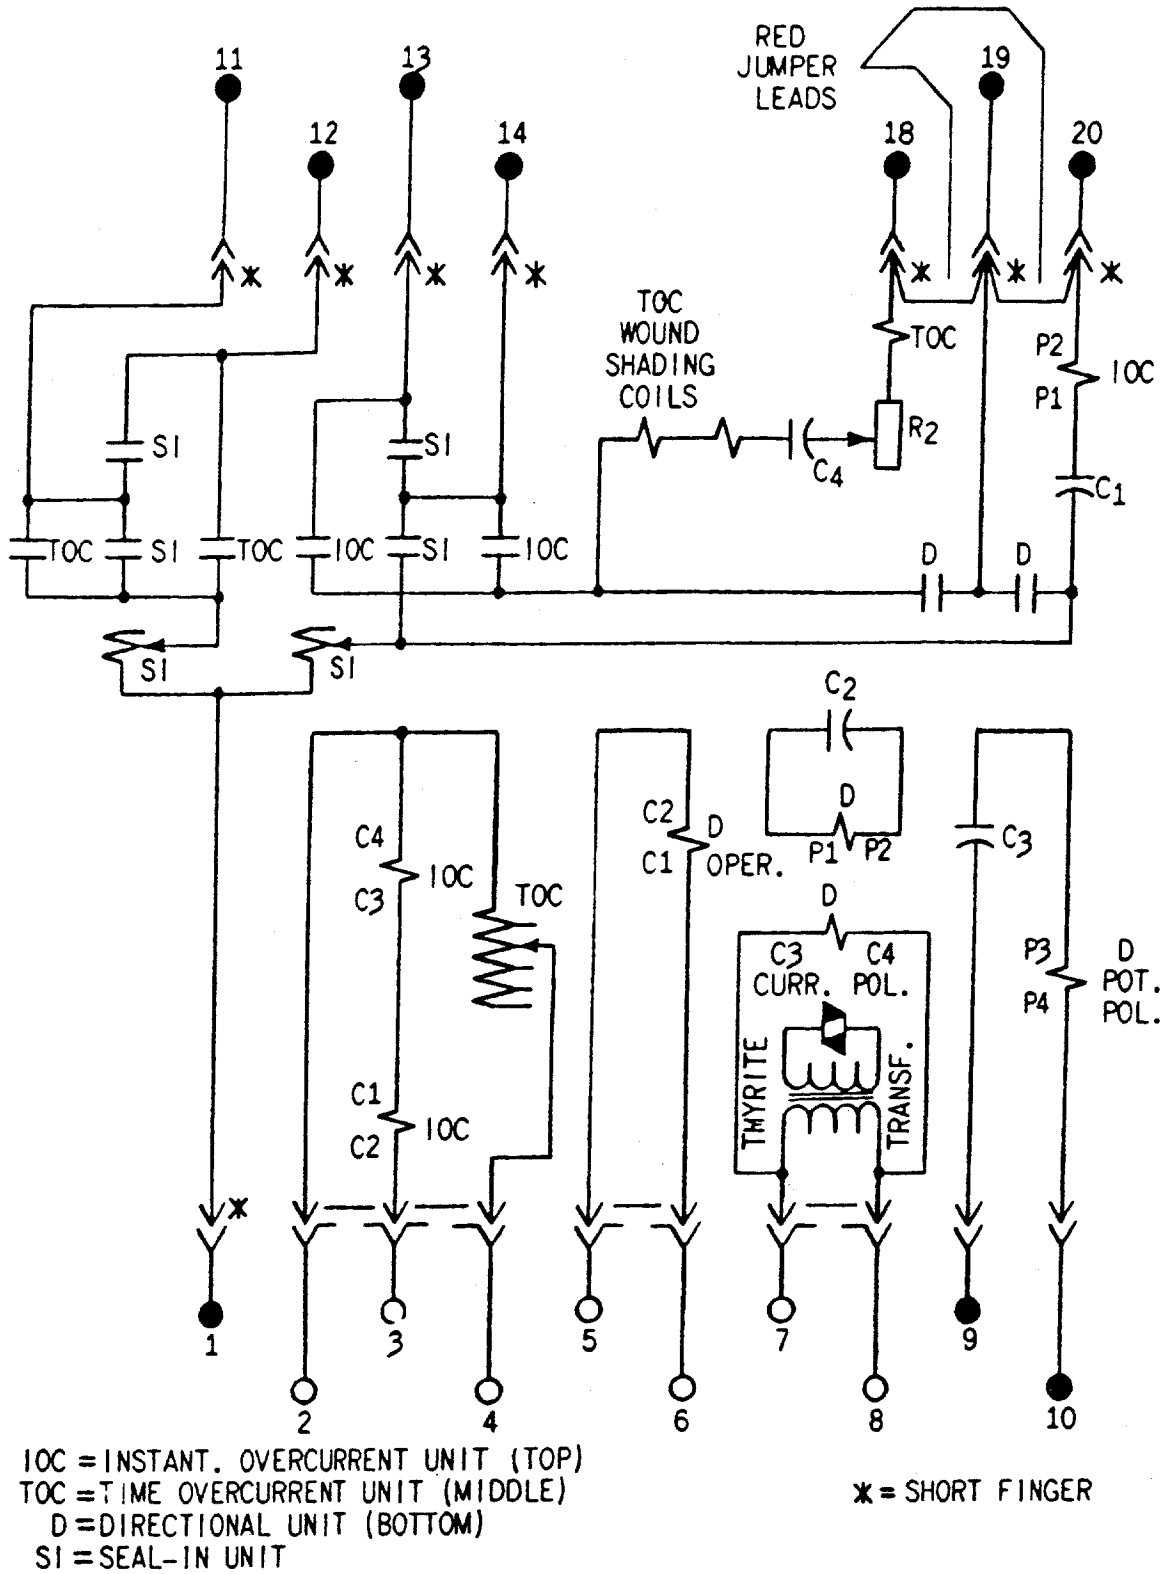 RED
JUMPER
LEADS
11
13
19
12
14
18
20
*
*
*
*
*
*
*
TOC
WOUND
SHADING
COILS
TOC
P2
P1
IOC
SI
SI
C4
R2
C1
TOC
SI
TOC
IOC
SI
IOC
D
D
SI
SI
C2
D
P1
P2
C4
C3
IOC
TOC
C2
C1
D
OPER.
C3
D
C3
C4
CURR. POL.
P3
P4
D
POT.
POL.
TMYRITE
TRANSF.
C1
C2
IOC
*
1
3
5
7
9
2
4
6
8
10
IOC = INSTANT. OVERCURRENT UNIT (TOP)
TOC = TIME OVERCURRENT UNIT (MIDDLE)
D = DIRECTIONAL UNIT (BOTTOM)
SI = SEAL-IN UNIT
* = SHORT FINGER